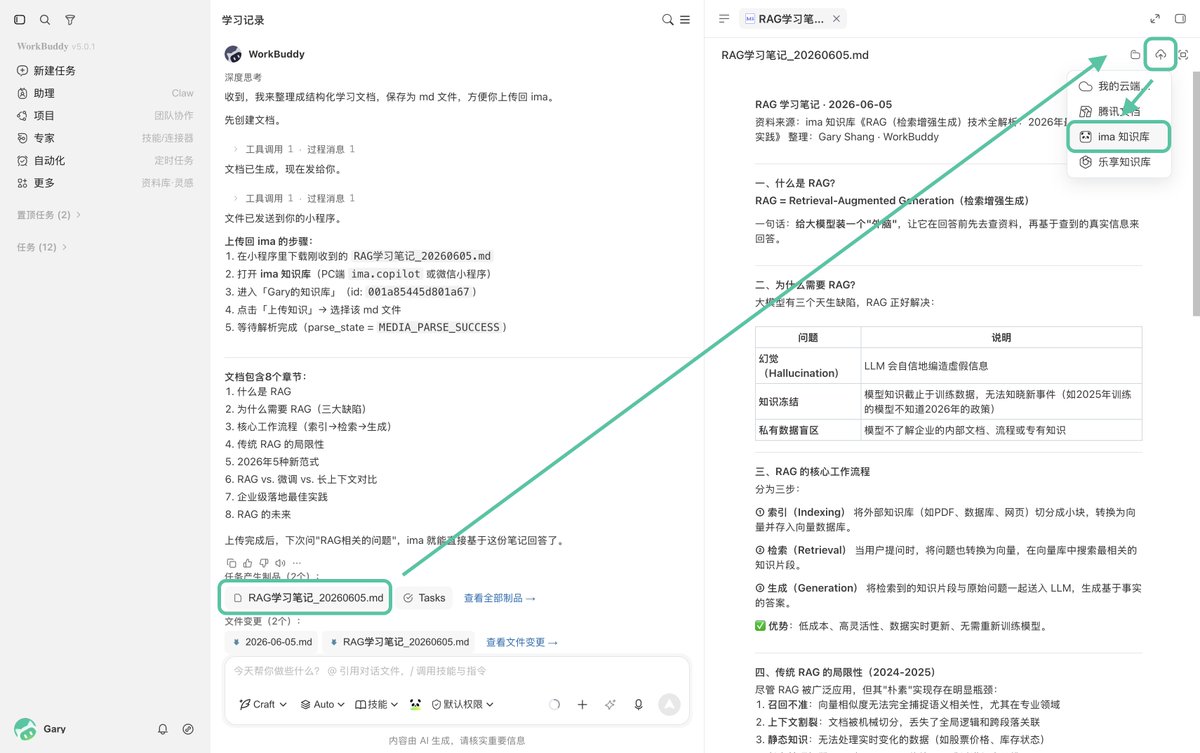 WorkBuddy v5.0.1
新建任务
助理 Claw
项目 团队协作
专家 技能/连接器
自动化 定时任务
更多 资料库·灵感
置顶任务 (2)
任务 (12)
Gary
学习记录
WorkBuddy
深度思考
收到，我来整理成结构化学习文档，保存为 md 文件，方便你上传回 ima。
先创建文档。
工具调用 1 · 过程消息 1
文档已生成，现在发给你。
工具调用 1 · 过程消息 1
文件已发送到你的小程序。
上传回 ima 的步骤：
1. 在小程序里下载刚收到的 RAG学习笔记_20260605.md
2. 打开 ima 知识库（PC端 ima.copilot 或微信小程序）
3. 进入「Gary的知识库」（id: 001a85445d801a67）
4. 点击「上传知识」→ 选择该 md 文件
5. 等待解析完成（parse_state = MEDIA_PARSE_SUCCESS）
文档包含8个章节：
1. 什么是 RAG
2. 为什么需要 RAG（三大缺陷）
3. 核心工作流程（索引→检索→生成）
4. 传统 RAG 的局限性
5. 2026年5种新范式
6. RAG vs. 微调 vs. 长上下文对比
7. 企业级落地最佳实践
8. RAG 的未来
上传完成后，下次问"RAG相关的问题"，ima 就能直接基于这份笔记回答了。
任务产生制品（2个）：
RAG学习笔记_20260605.md Tasks 查看全部制品→
文件变更（2个）：
2026-06-05.md RAG学习笔记_20260605.md 查看文件变更→
今天帮你做些什么？ @ 引用对话文件，/ 调用技能与指令
Craft Auto 技能 默认权限
内容由 AI 生成，请核实重要信息
RAG学习笔...
RAG学习笔记_20260605.md
我的云端...
腾讯文档
ima 知识库
乐享知识库
RAG 学习笔记 · 2026-06-05
资料来源：ima 知识库《RAG（检索增强生成）技术全解析：2026年
实践》 整理：Gary Shang · WorkBuddy
一、什么是 RAG?
RAG = Retrieval-Augmented Generation（检索增强生成）
一句话：给大模型装一个"外脑"，让它在回答前先去查资料，再基于查到的真实信息来
回答。
二、为什么需要 RAG?
大模型有三个天生缺陷，RAG 正好解决：
问题 说明
幻觉
（Hallucination） LLM 会自信地编造虚假信息
知识冻结 模型知识截止于训练数据，无法知晓新事件（如2025年训练
的模型不知道2026年的政策）
私有数据盲区 模型不了解企业的内部文档、流程或专有知识
三、RAG 的核心工作流程
分为三步：
① 索引（Indexing） 将外部知识库（如PDF、数据库、网页）切分成小块，转换为向
量并存入向量数据库。
② 检索（Retrieval） 当用户提问时，将问题也转换为向量，在向量库中搜索最相关的
知识片段。
③ 生成（Generation） 将检索到的知识片段与原始问题一起送入 LLM，生成基于事实
的答案。
✅ 优势：低成本、高灵活性、数据实时更新、无需重新训练模型。
四、传统 RAG 的局限性（2024-2025）
尽管 RAG 被广泛应用，但其"朴素"实现存在明显瓶颈：
1. 召回不准：向量相似度无法完全捕捉语义相关性，尤其在专业领域
2. 上下文割裂：文档被机械切分，丢失了全局逻辑和跨段落关联
3. 静态知识：无法处理实时变化的数据（如股票价格、库存状态）